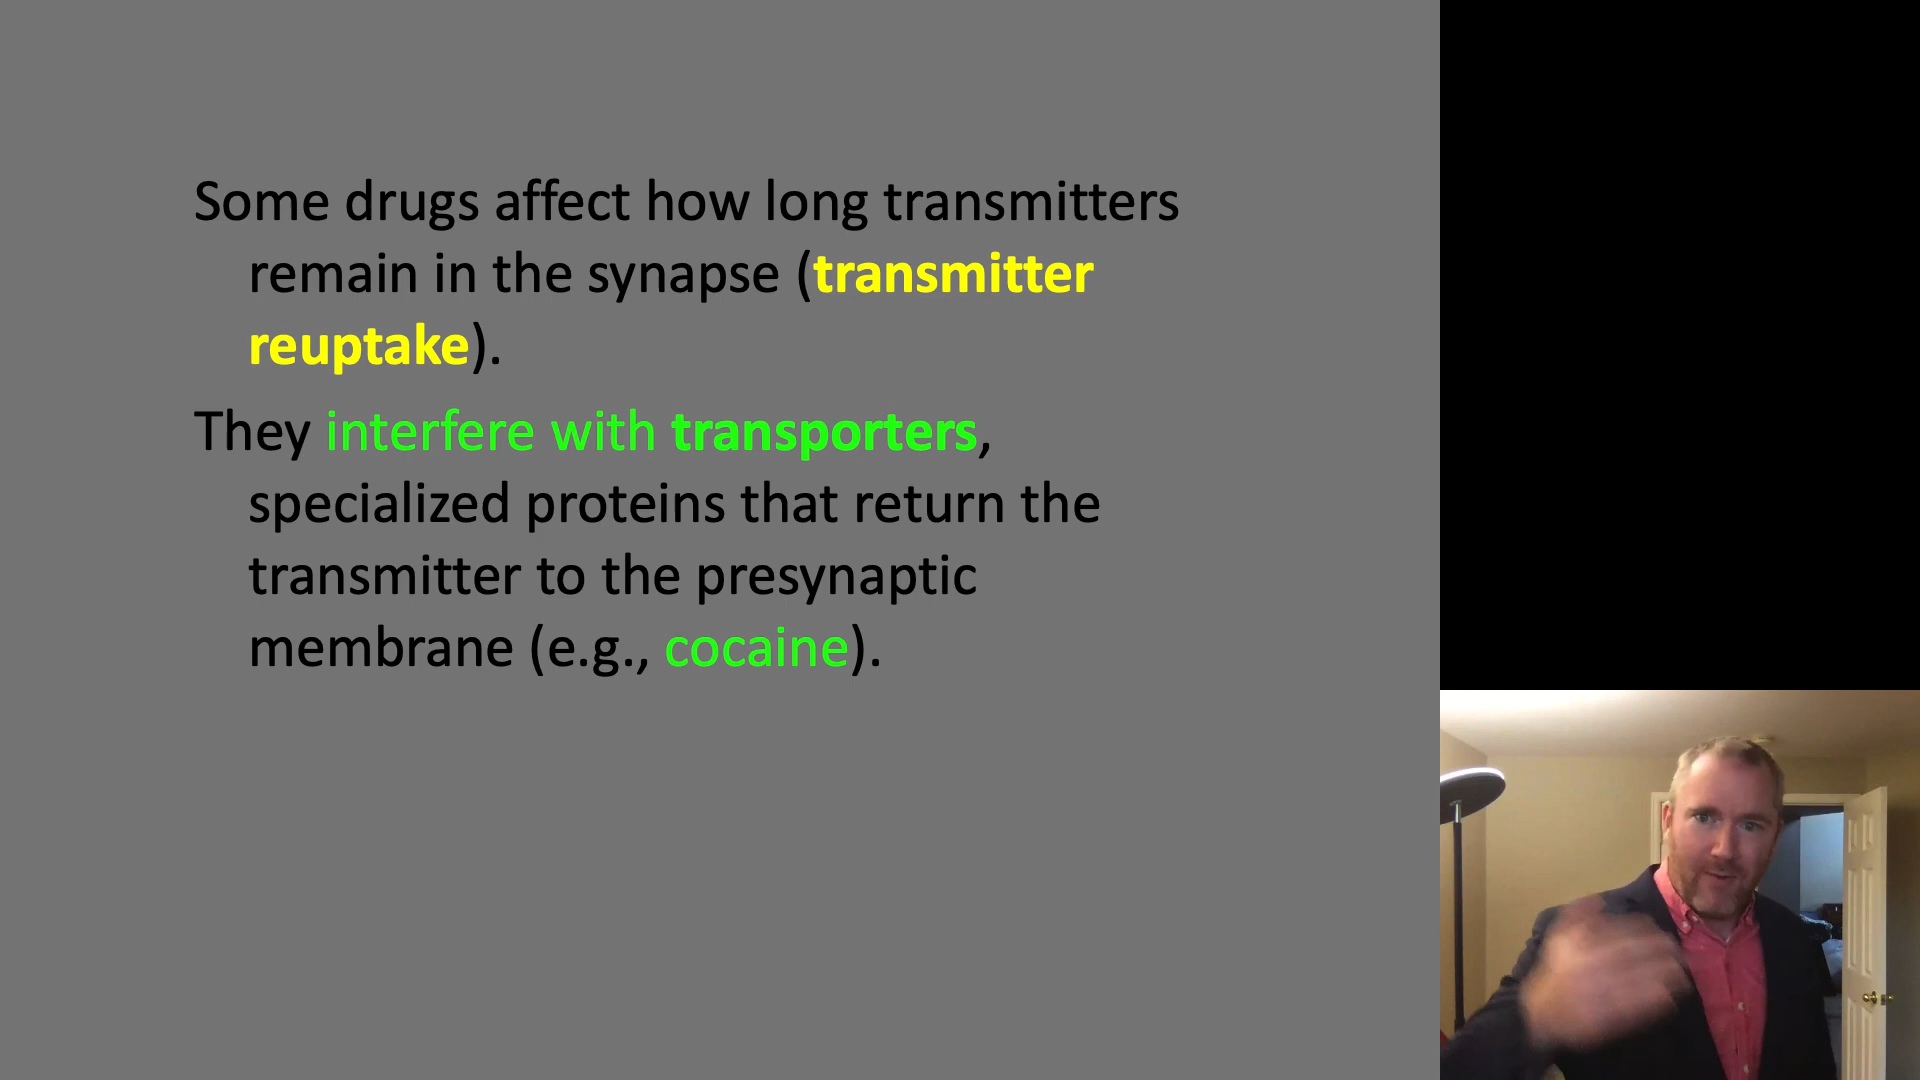 Some drugs affect how long transmitters
remain in the synapse (transmitter
reuptake).
They interfere with transporters,
specialized proteins that return the
transmitter to the presynaptic
membrane (e.g., cocaine).